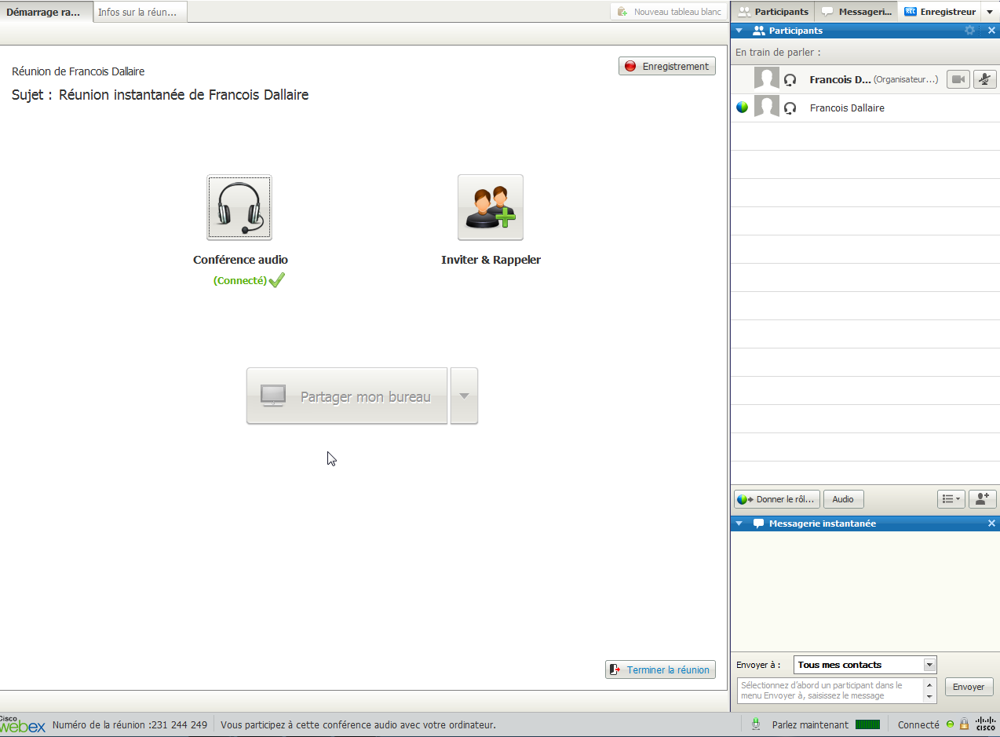 Démarrage ra...
Infos sur la réun...
Nouveau tableau blanc
Participants
Messageri...
REC Enregistreur
Participants
En train de parler :
Réunion de Francois Dallaire
Enregistrement
Sujet : Réunion instantanée de Francois Dallaire
Francois D... (Organisateur...)
Francois Dallaire
Conférence audio
(Connecté)
Inviter & Rappeler
Partager mon bureau
Donner le rôl...
Audio
Messagerie instantanée
Terminer la réunion
Envoyer à :
Tous mes contacts
Sélectionnez d'abord un participant dans le
menu Envoyer à, saisissez le message
Envoyer
Cisco
webex
Numéro de la réunion :231 244 249
Vous participez à cette conférence audio avec votre ordinateur.
Parlez maintenant
Connecté
CISCO